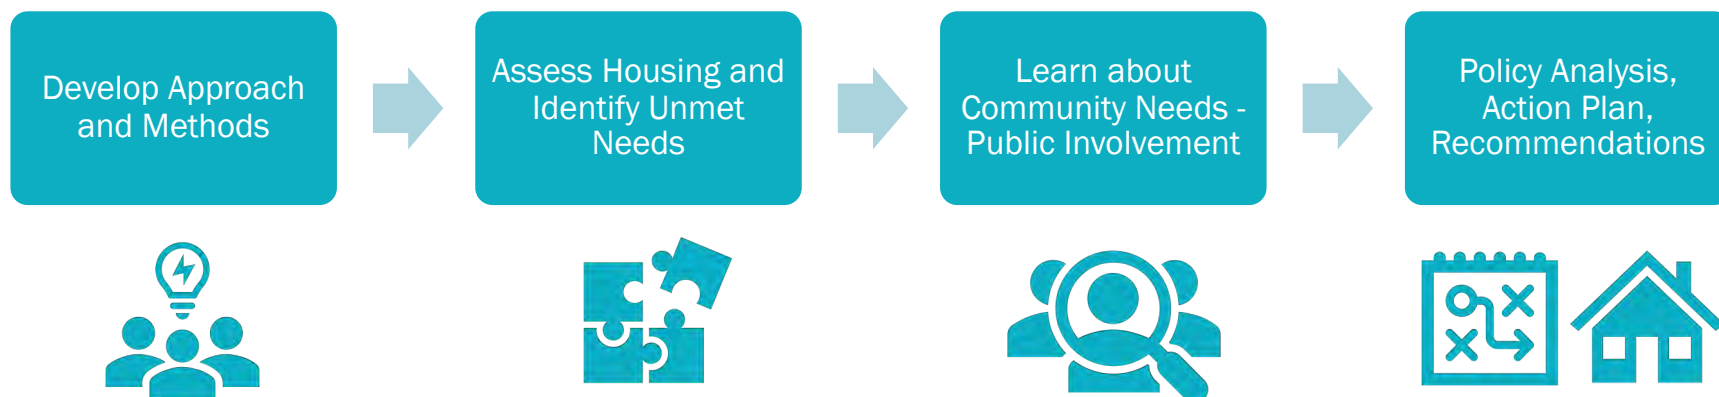 Develop Approach
and Methods
Assess Housing and
Identify Unmet
Needs
Learn about
Community Needs -
Public Involvement
Policy Analysis,
Action Plan,
Recommendations